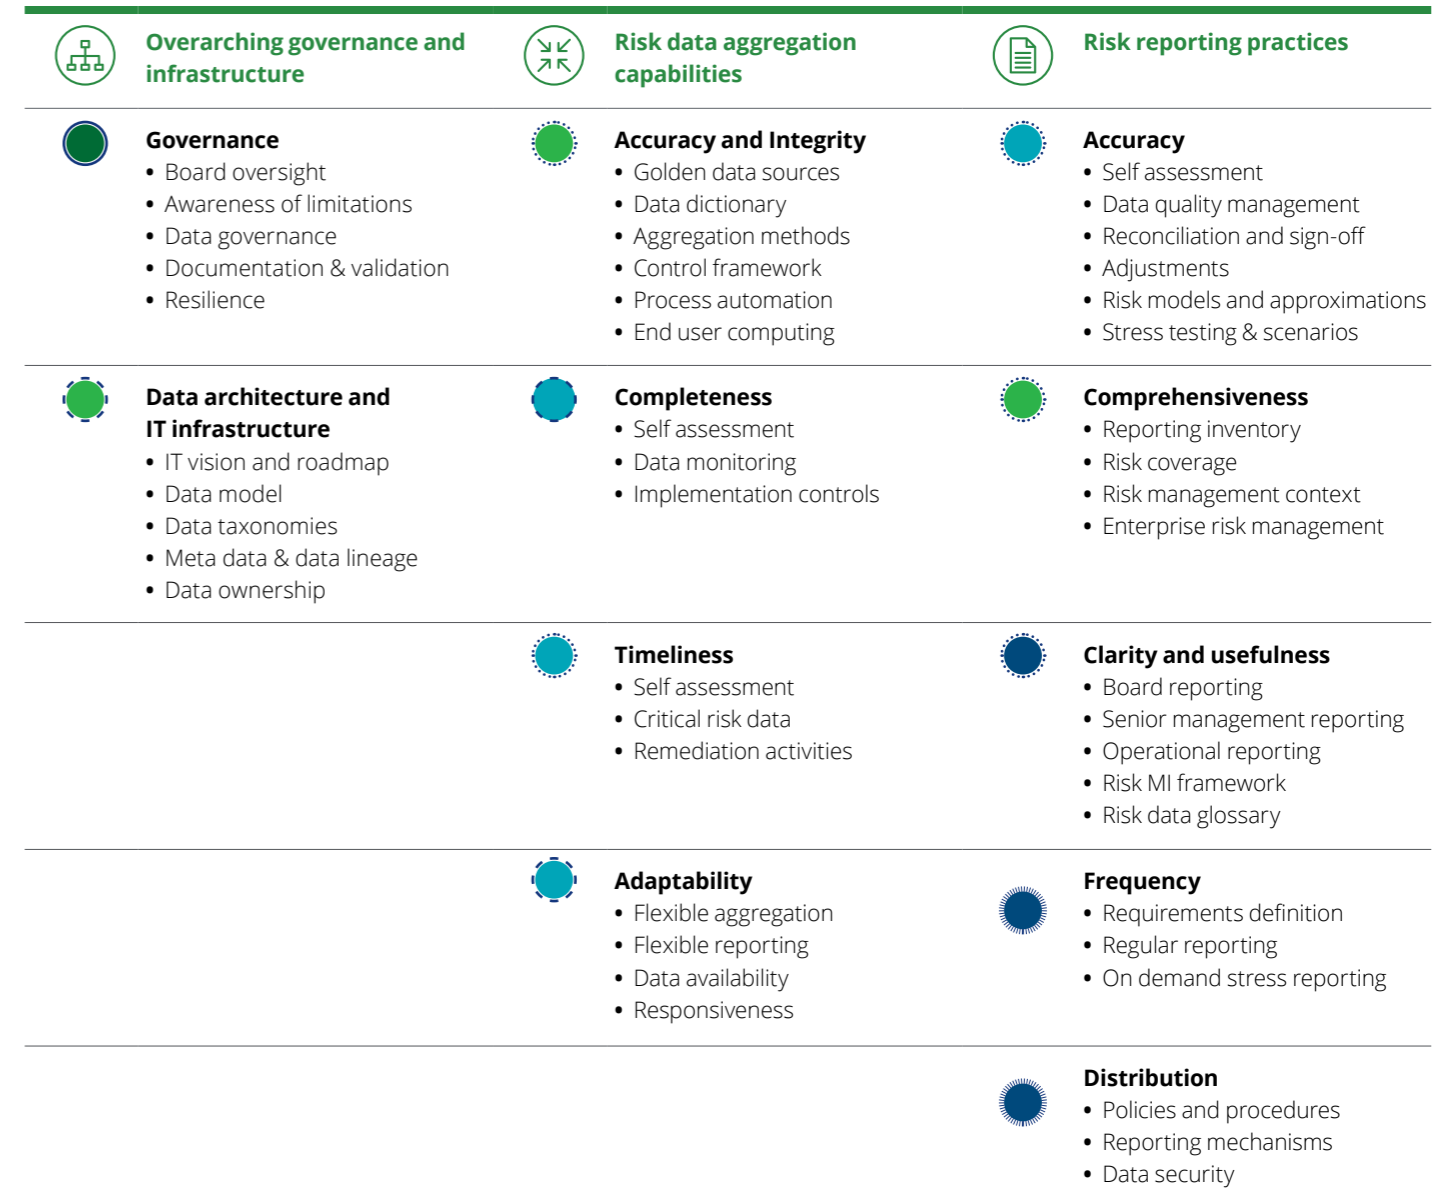 Overarching governance and
infrastructure
Governance
• Board oversight
• Awareness of limitations
• Data governance
• Documentation & validation
• Resilience
Data architecture and
IT infrastructure
• IT vision and roadmap
• Data model
• Data taxonomies
• Meta data & data lineage
• Data ownership
Risk data aggregation
capabilities
Accuracy and Integrity
• Golden data sources
• Data dictionary
• Aggregation methods
• Control framework
• Process automation
• End user computing
Completeness
• Self assessment
• Data monitoring
• Implementation controls
Timeliness
• Self assessment
• Critical risk data
• Remediation activities
Adaptability
• Flexible aggregation
• Flexible reporting
• Data availability
• Responsiveness
Risk reporting practices
Accuracy
• Self assessment
• Data quality management
• Reconciliation and sign-off
• Adjustments
• Risk models and approximations
• Stress testing & scenarios
Comprehensiveness
• Reporting inventory
• Risk coverage
• Risk management context
• Enterprise risk management
Clarity and usefulness
• Board reporting
• Senior management reporting
• Operational reporting
• Risk MI framework
• Risk data glossary
Frequency
• Requirements definition
• Regular reporting
• On demand stress reporting
Distribution
• Policies and procedures
• Reporting mechanisms
• Data security